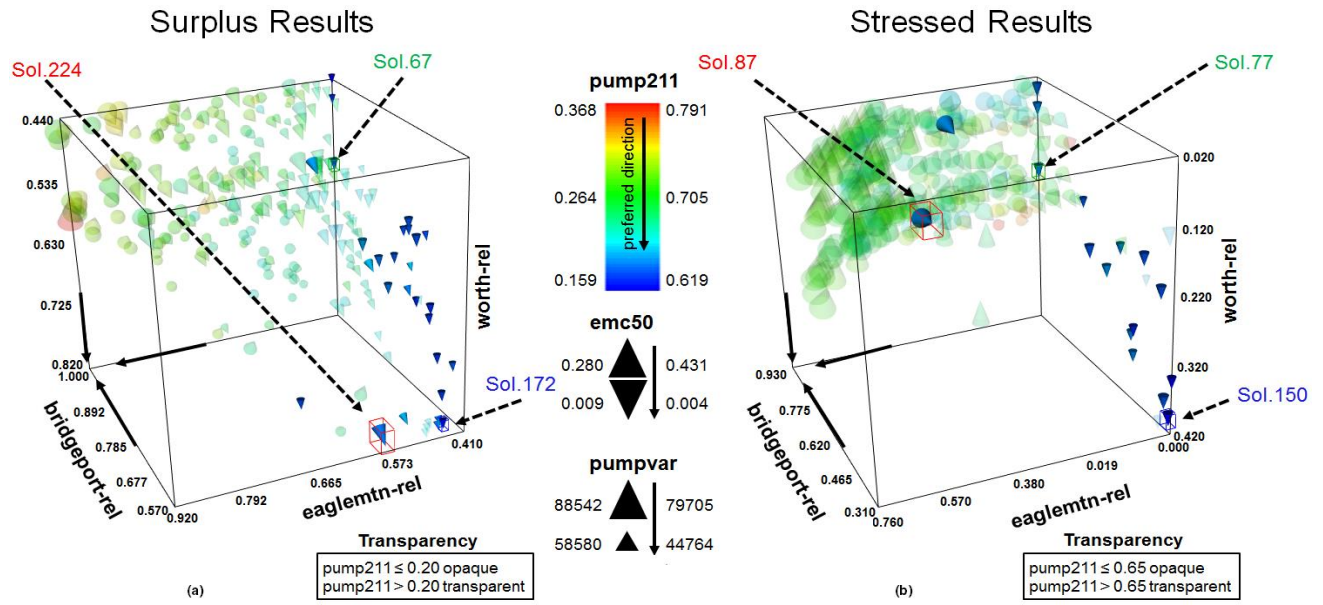 Surplus Results
Stressed Results
Sol.224
Sol.67
Sol.87
Sol.77
pump211
0.368
0.791
0.264
0.705
0.159
0.619
preferred direction
emc50
0.280
0.431
0.009
0.004
pumpvar
88542
79705
58580
44764
0.440
0.535
0.630
0.725
0.820
1.000
0.892
0.785
0.677
0.570
0.920
0.792
0.665
0.573
0.410
bridgeport-rel
eaglemtn-rel
worth-rel
Sol.172
Transparency
pump211 ≤ 0.20 opaque
pump211 > 0.20 transparent
(a)
0.020
0.120
0.220
0.320
0.420
0.000
0.930
0.775
0.620
0.465
0.310
0.760
0.570
0.380
0.019
bridgeport-rel
eaglemtn-rel
worth-rel
Sol.150
Transparency
pump211 ≤ 0.65 opaque
pump211 > 0.65 transparent
(b)